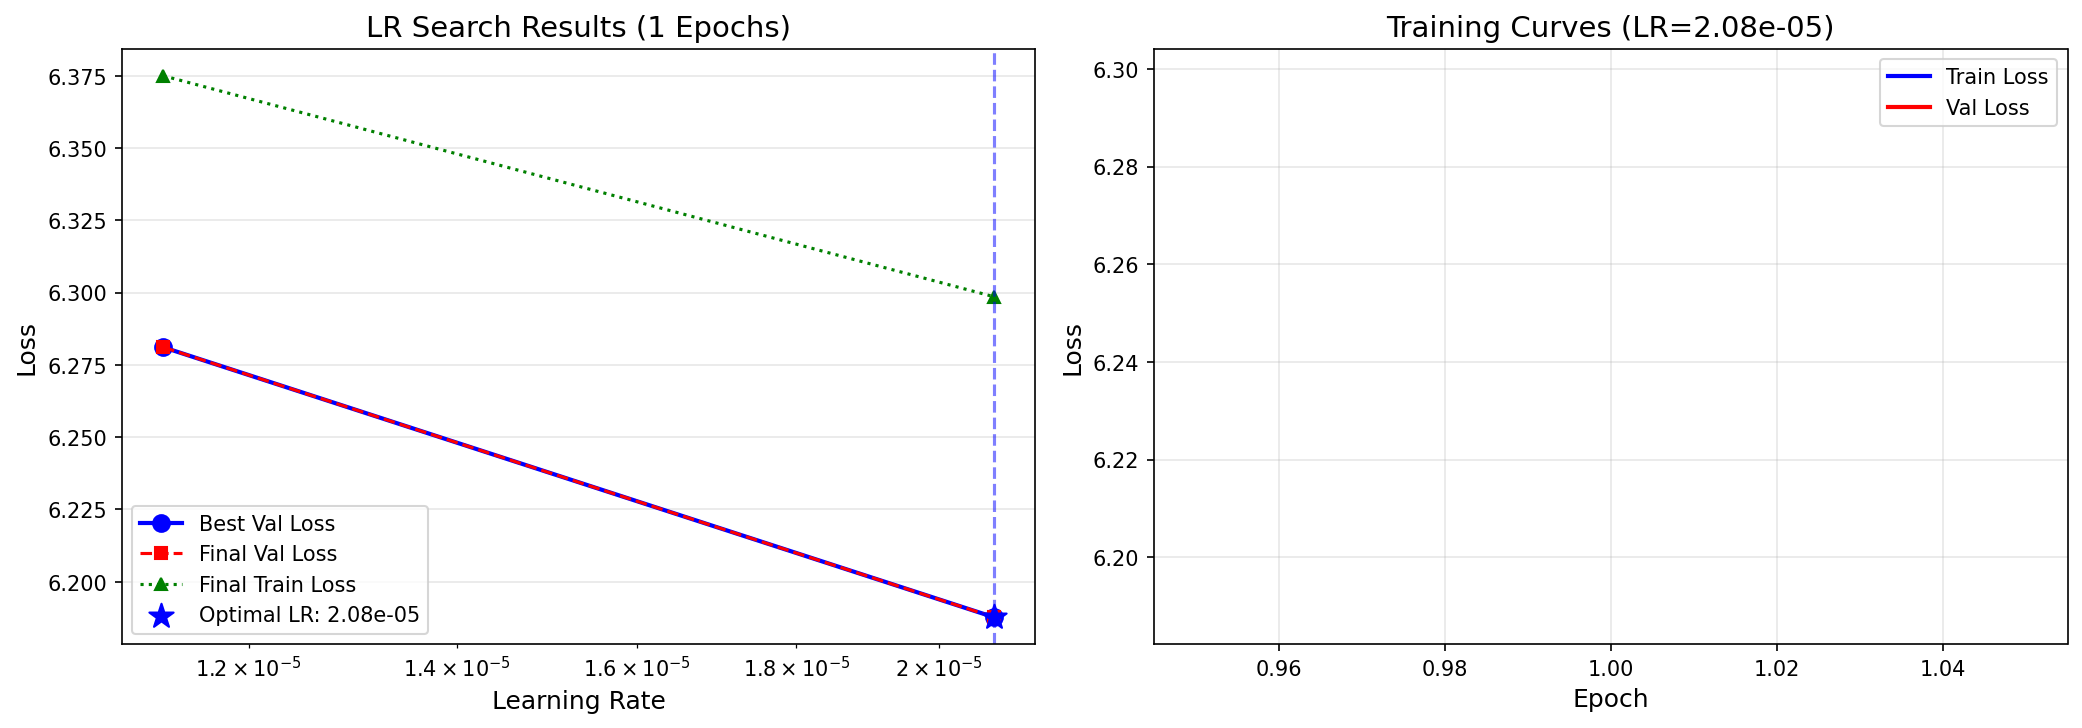 LR Search Results (1 Epochs)
Loss
6.375
6.350
6.325
6.300
6.275
6.250
6.225
6.200
Best Val Loss
Final Val Loss
Final Train Loss
Optimal LR: 2.08e-05
1.2 × 10⁻⁵
1.4 × 10⁻⁵
1.6 × 10⁻⁵
1.8 × 10⁻⁵
2 × 10⁻⁵
Learning Rate
Training Curves (LR=2.08e-05)
Loss
6.30
6.28
6.26
6.24
6.22
6.20
Train Loss
Val Loss
0.96
0.98
1.00
1.02
1.04
Epoch